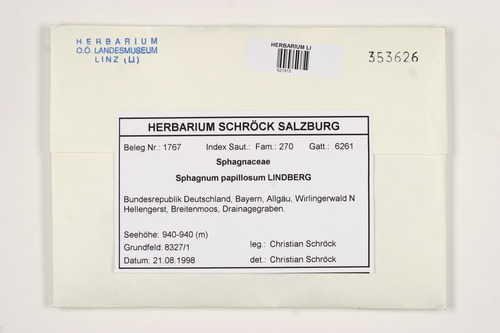 HERBARIUM
O.Ö. LANDESMUSEUM
LINZ (LI)
HERBARIUM LI
353626
HERBARIUM SCHRÖCK SALZBURG
Beleg Nr.: 1767 Index Saut.: Fam.: 270 Gatt.: 6261
Sphagnaceae
Sphagnum papillosum LINDBERG
Bundesrepublik Deutschland, Bayern, Allgäu, Wirlingerwald N
Hellengerst, Breitenmoos, Drainagegraben.
Seehöhe: 940-940 (m)
Grundfeld: 8327/1 leg.: Christian Schröck
Datum: 21.08.1998 det.: Christian Schröck